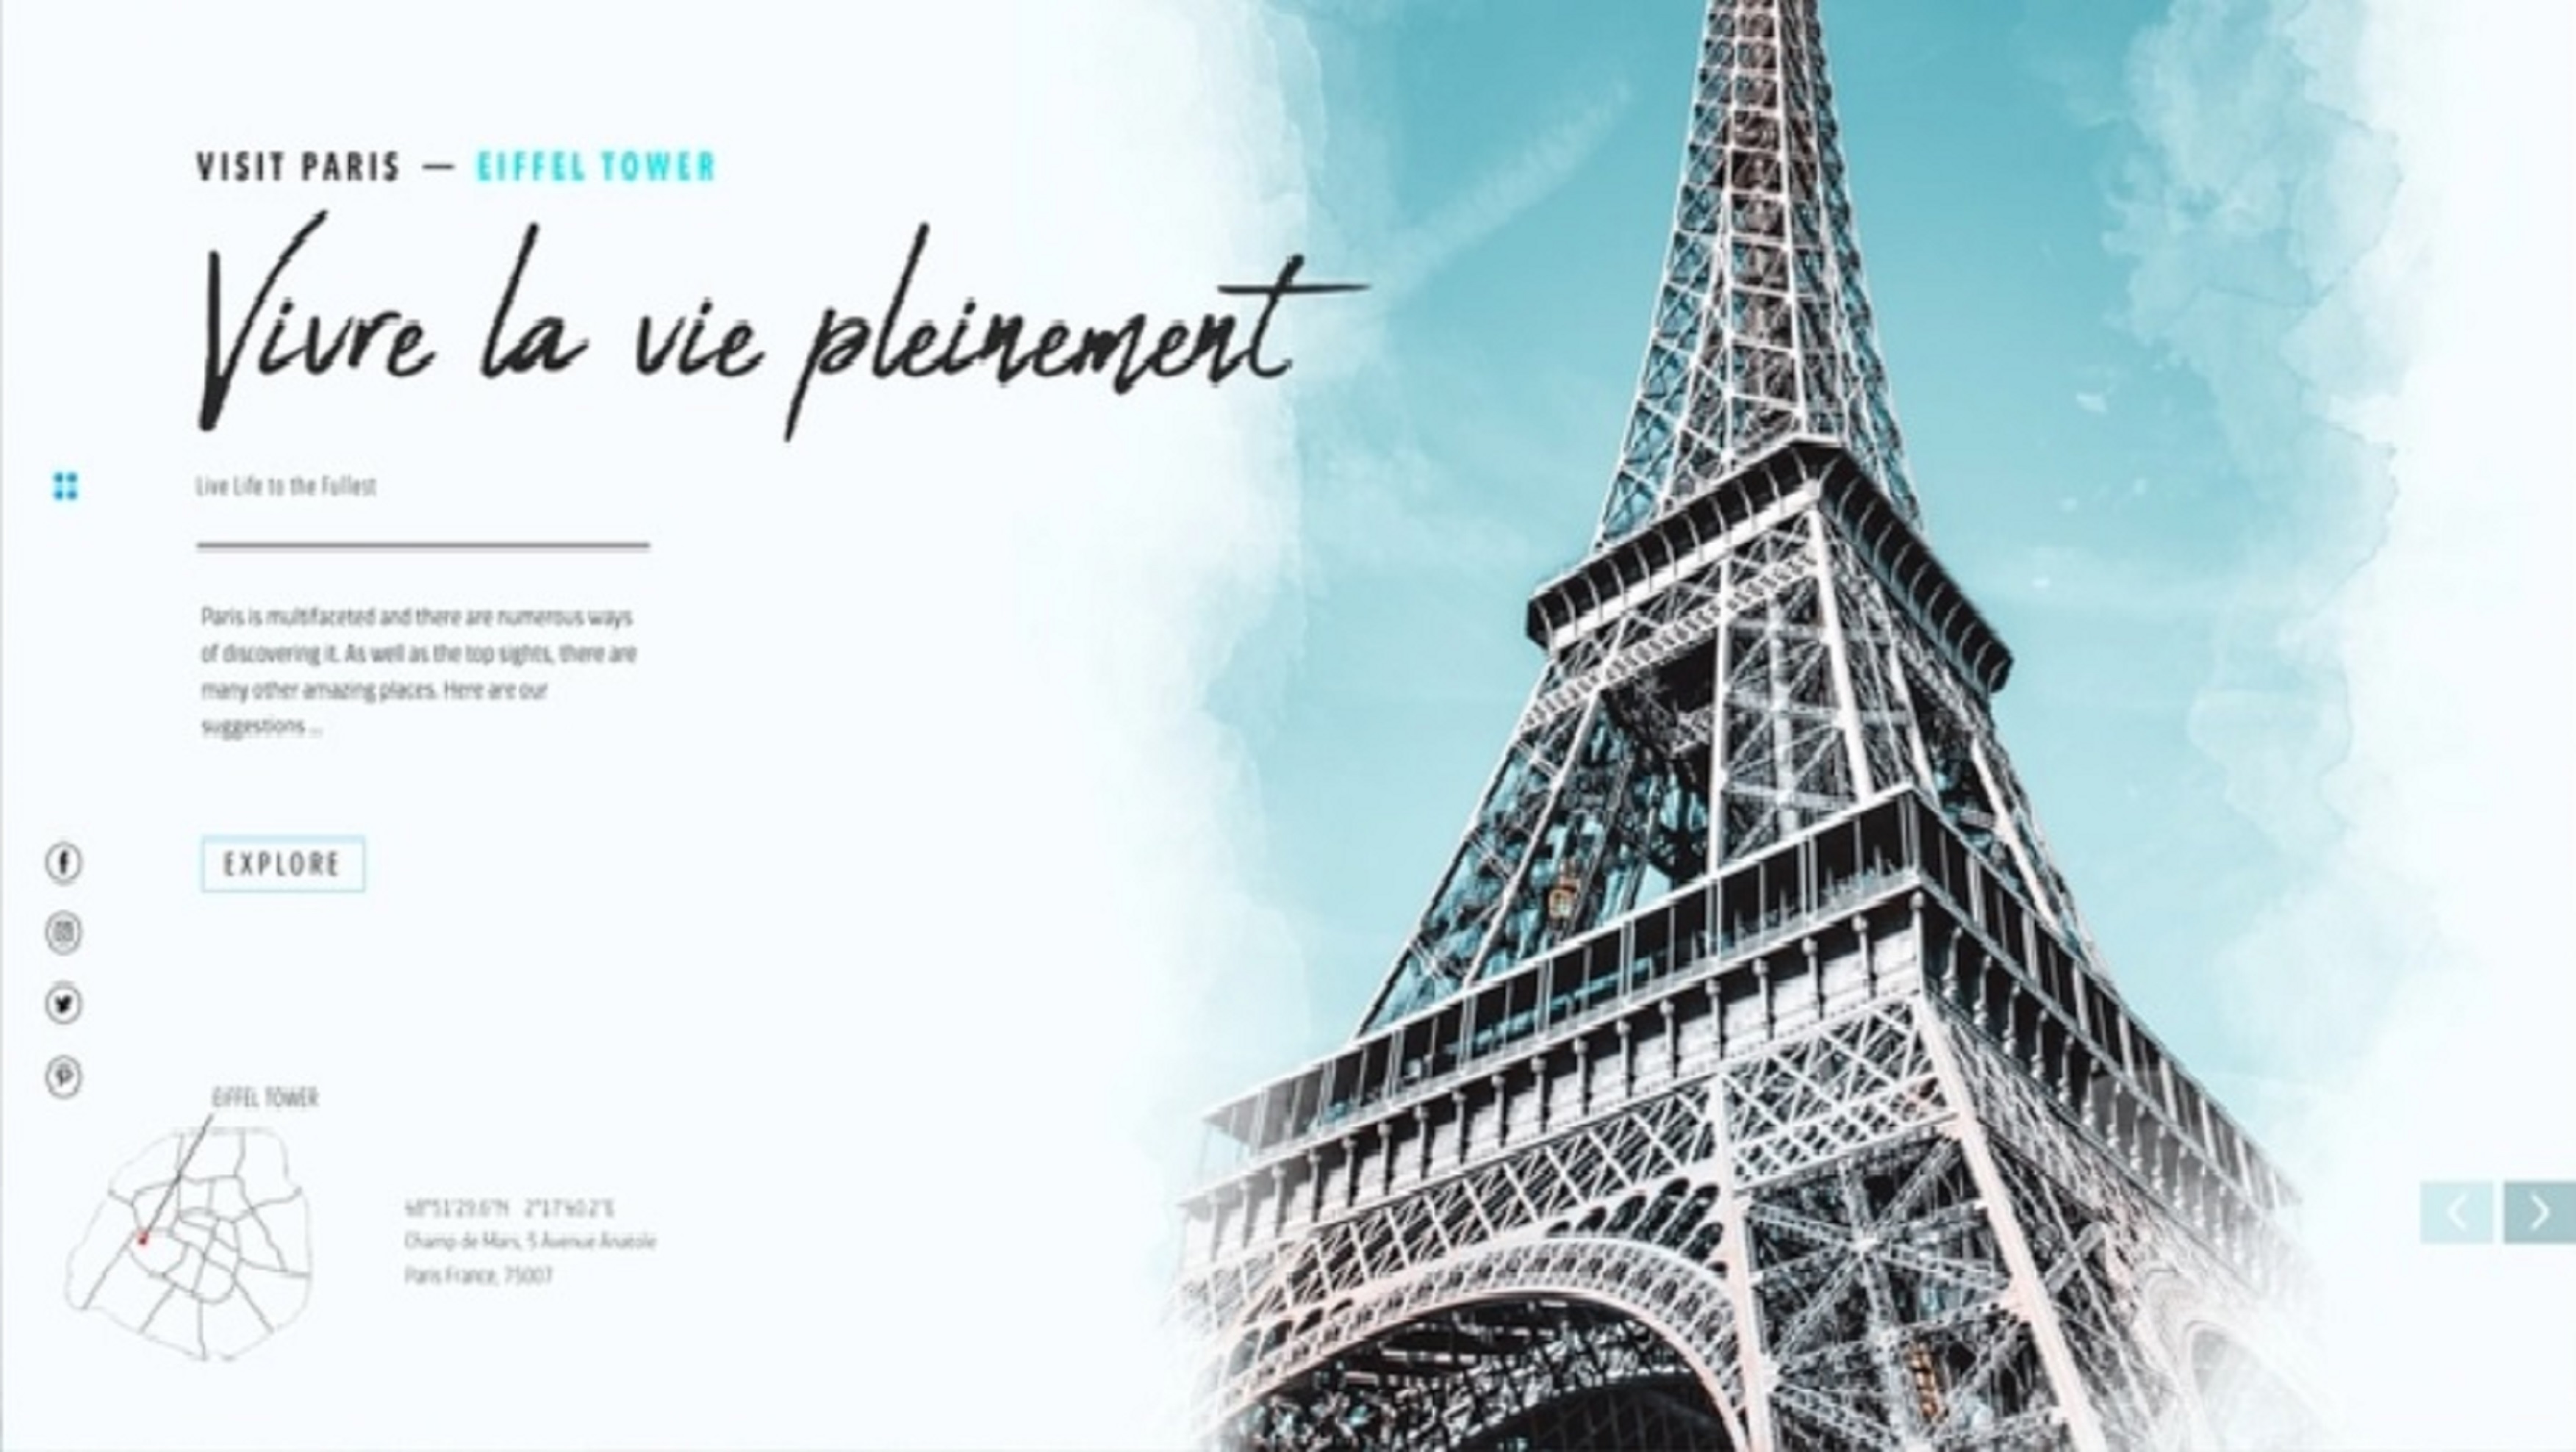 VISIT PARIS — EIFFEL TOWER
Vivre la vie pleinement
Live Life to the Fullest
Paris is multifaceted and there are numerous ways
of discovering it. As well as the top sights, there are
many other amazing places. Here are our
suggestions ...
EXPLORE
EIFFEL TOWER
Champ de Mars, 5 Avenue Anatole
Paris France, 75007